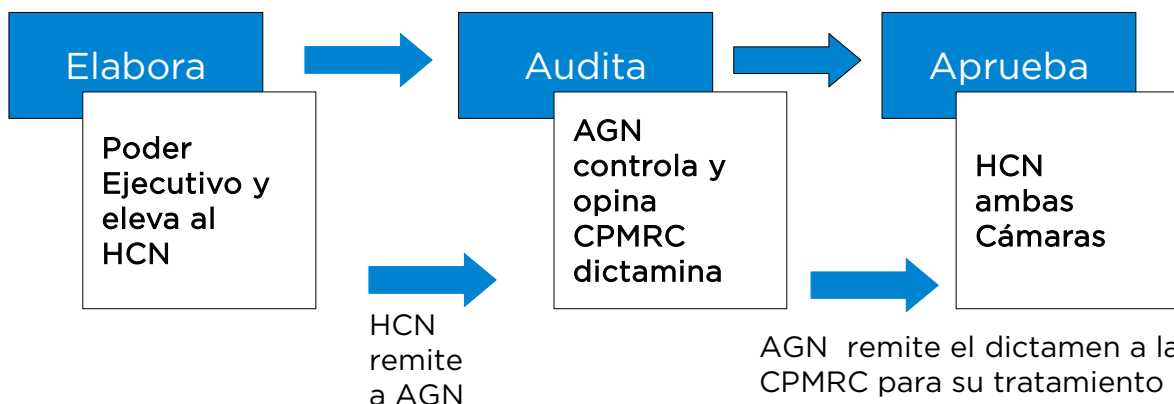 Elabora
Poder
Ejecutivo y
eleva al
HCN
HCN
remite
a AGN
Audita
AGN
controla y
opina
CPMRC
dictamina
Aprueba
HCN
ambas
Cámaras
AGN remite el dictamen a la
CPMRC para su tratamiento